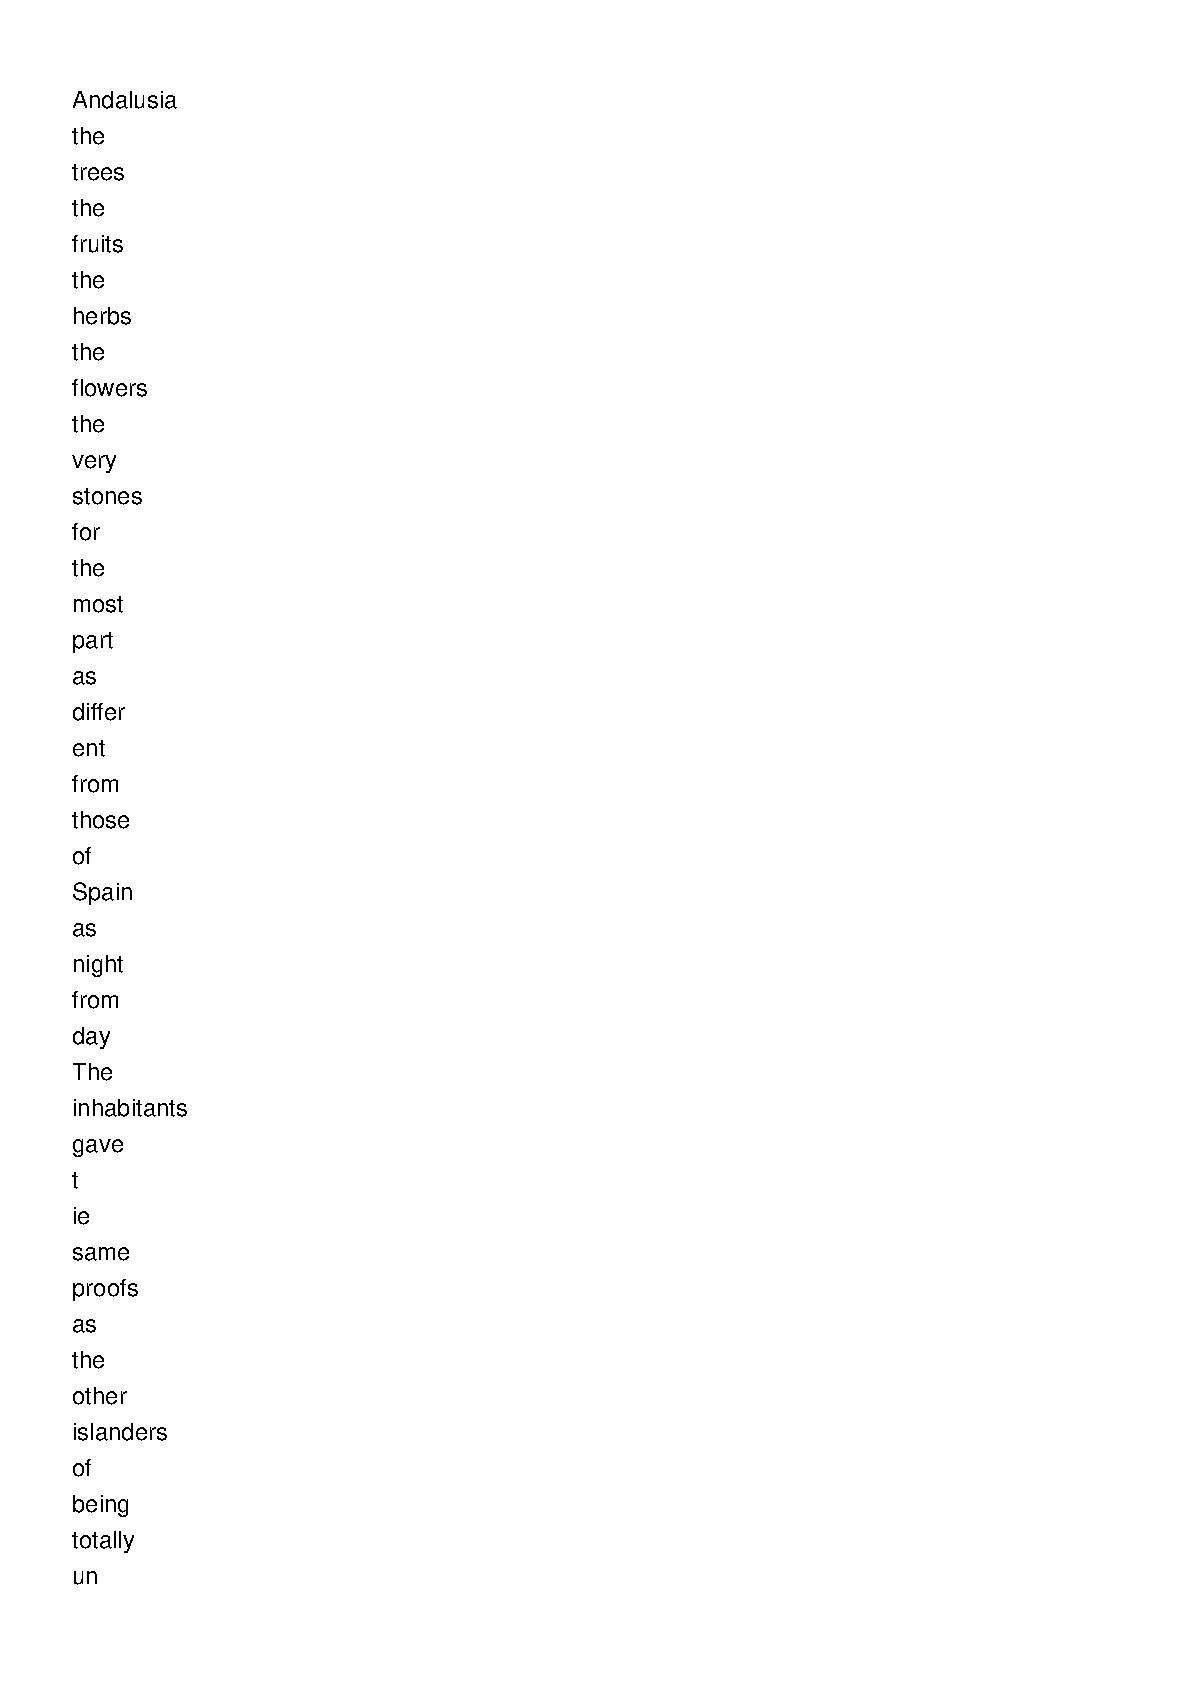 Andalusia
the
trees
the
fruits
the
herbs
the
flowers
the
very
stones
for
the
most
part
as
differ
ent
from
those
of
Spain
as
night
from
day
The
inhabitants
gave
t
ie
same
proofs
as
the
other
islanders
of
being
totally
un